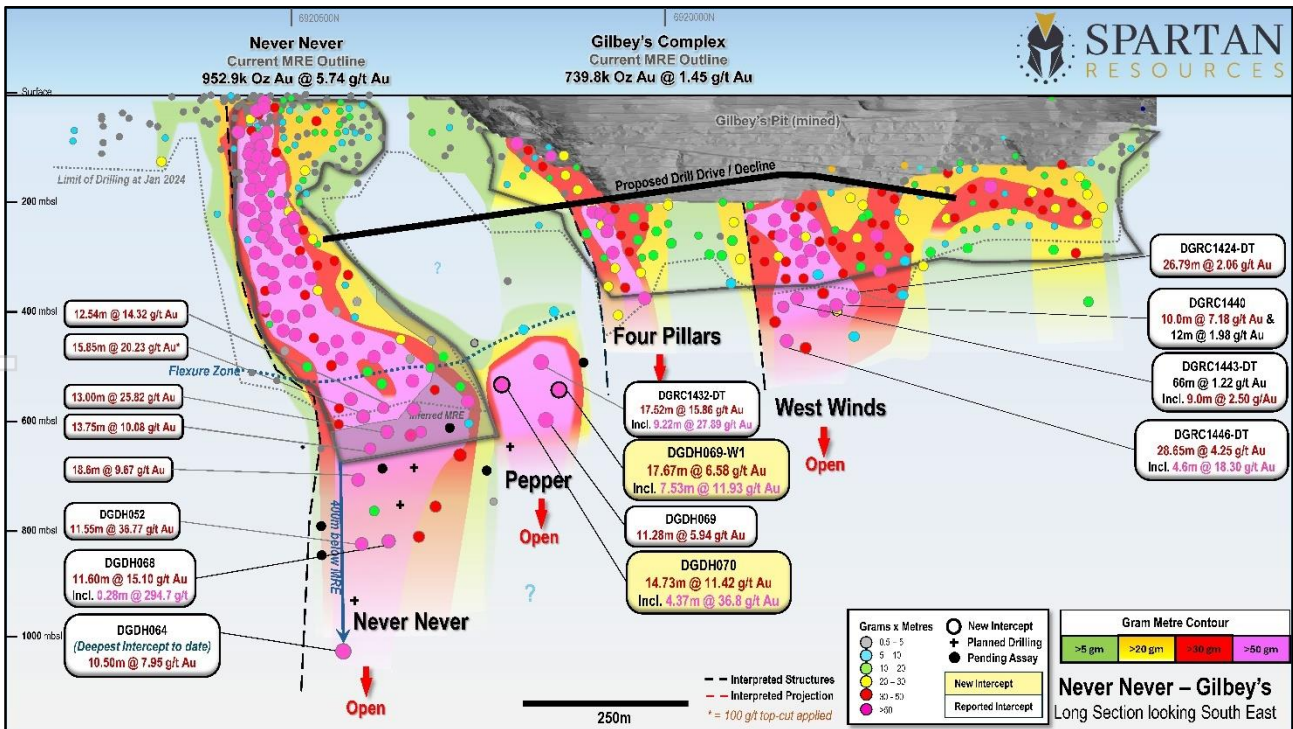 6920500N
6920000N
Never Never
Current MRE Outline
952.9k Oz Au @ 5.74 g/t Au
Gilbey's Complex
Current MRE Outline
739.8k Oz Au @ 1.45 g/t Au
SPARTAN
RESOURCES
Surface
Gilbey's Pit (mined)
Limit of Drilling at Jan 2024
Proposed Drill Drive / Decline
200 mbsl
?
400 mbsl
600 mbsl
800 mbsl
1000 mbsl
12.54m @ 14.32 g/t Au
15.85m @ 20.23 g/t Au*
Flexure Zone
13.00m @ 25.82 g/t Au
13.75m @ 10.08 g/t Au
18.6m @ 9.67 g/t Au
DGDH052
11.55m @ 36.77 g/t Au
DGDH068
11.60m @ 15.10 g/t Au
Incl. 0.28m @ 294.7 g/t
DGDH064
(Deepest Intercept to date)
10.50m @ 7.95 g/t Au
Inferred MRE
400m below MRE
Never Never
Open
Pepper
Open
?
Four Pillars
West Winds
Open
DGRC1432-DT
17.52m @ 15.86 g/t Au
Incl. 9.22m @ 27.89 g/t Au
DGDH069-W1
17.67m @ 6.58 g/t Au
Incl. 7.53m @ 11.93 g/t Au
DGDH069
11.28m @ 5.94 g/t Au
DGDH070
14.73m @ 11.42 g/t Au
Incl. 4.37m @ 36.8 g/t Au
DGRC1424-DT
26.79m @ 2.06 g/t Au
DGRC1440
10.0m @ 7.18 g/t Au &
12m @ 1.98 g/t Au
DGRC1443-DT
66m @ 1.22 g/t Au
Incl. 9.0m @ 2.50 g/Au
DGRC1446-DT
28.65m @ 4.25 g/t Au
Incl. 4.6m @ 18.30 g/t Au
Interpreted Structures
Interpreted Projection
* = 100 g/t top-cut applied
250m
Grams x Metres
0.5 - 5
5 - 10
10 - 20
20 - 30
30 - 50
>50
New Intercept
Planned Drilling
Pending Assay
New Intercept
Reported Intercept
Gram Metre Contour
>5 gm
>20 gm
>30 gm
>50 gm
Never Never – Gilbey's
Long Section looking South East